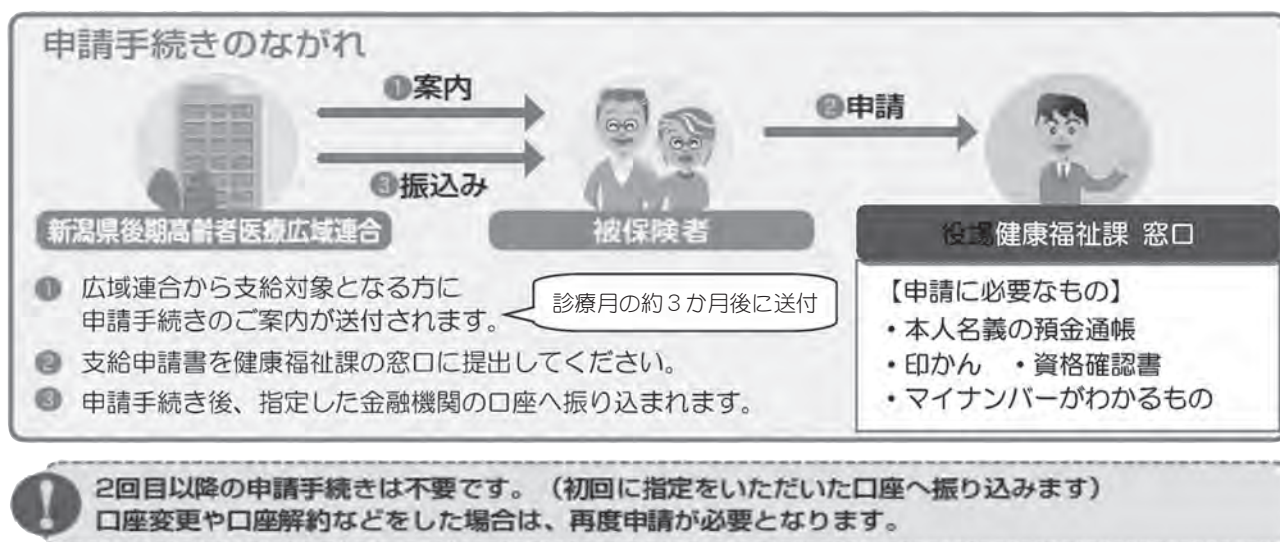 申請手続きのながれ
❶案内
❷申請
❸振込み
新潟県後期高齢者医療広域連合
被保険者
役場健康福祉課 窓口
❶ 広域連合から支給対象となる方に
申請手続きのご案内が送付されます。
診療月の約3か月後に送付
❷ 支給申請書を健康福祉課の窓口に提出してください。
❸ 申請手続き後、指定した金融機関の口座へ振り込まれます。
【申請に必要なもの】
・本人名義の預金通帳
・印かん ・資格確認書
・マイナンバーがわかるもの
2回目以降の申請手続きは不要です。（初回に指定をいただいた口座へ振り込みます）
口座変更や口座解約などをした場合は、再度申請が必要となります。